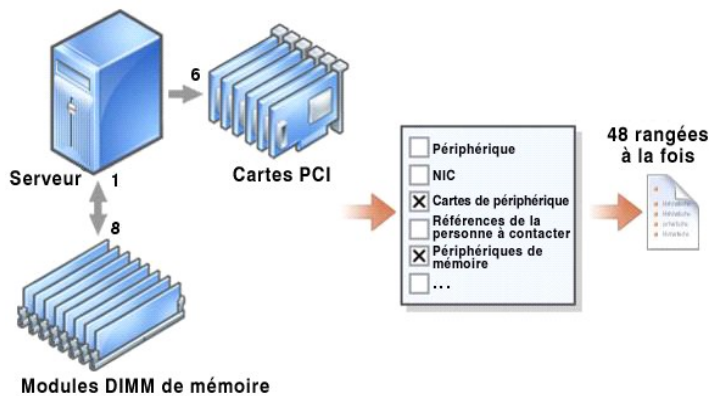 6
Serveur 1
Cartes PCI
8
Modules DIMM de mémoire
Périphérique
NIC
Cartes de périphérique
Références de la
personne à contacter
Périphériques de
mémoire
...
48 rangées
à la fois